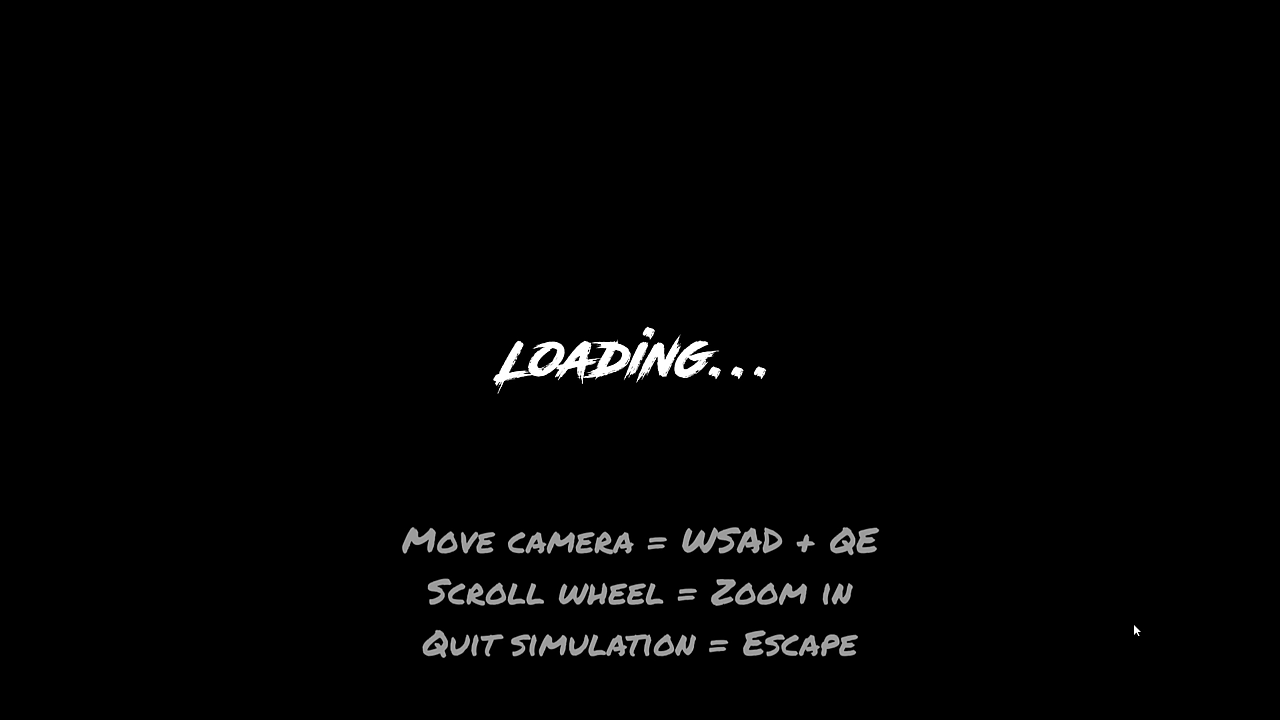 Loading...
Move camera = WSAD + QE
Scroll wheel = Zoom in
Quit simulation = Escape